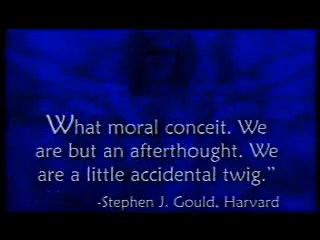 What moral conceit. We
are but an afterthought. We
are a little accidental twig.”
-Stephen J. Gould, Harvard